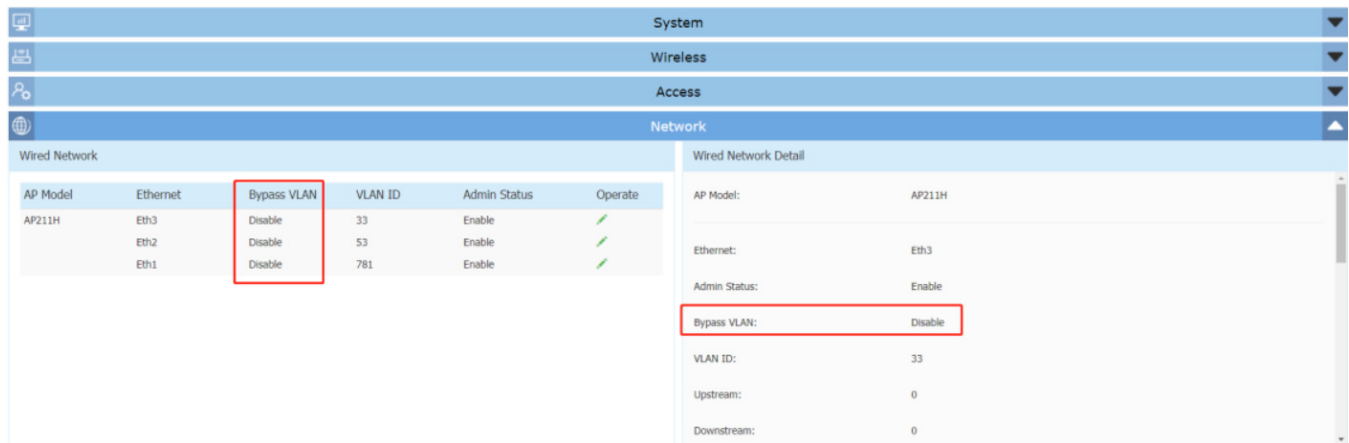 System
Wireless
Access
Network
Wired Network
AP Model Ethernet Bypass VLAN VLAN ID Admin Status Operate
AP211H Eth3 Disable 33 Enable
Eth2 Disable 53 Enable
Eth1 Disable 781 Enable
Wired Network Detail
AP Model: AP211H
Ethernet: Eth3
Admin Status: Enable
Bypass VLAN: Disable
VLAN ID: 33
Upstream: 0
Downstream: 0